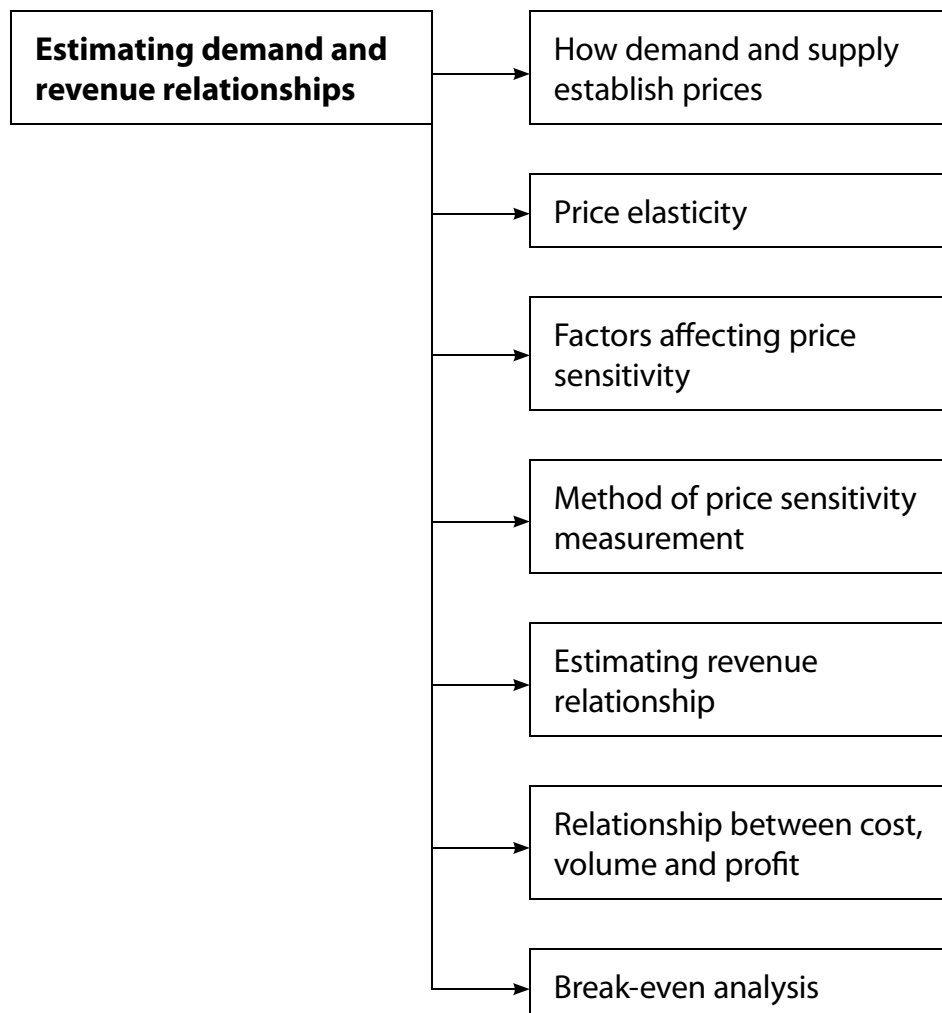 Estimating demand and
revenue relationships
How demand and supply
establish prices
Price elasticity
Factors affecting price
sensitivity
Method of price sensitivity
measurement
Estimating revenue
relationship
Relationship between cost,
volume and profit
Break-even analysis